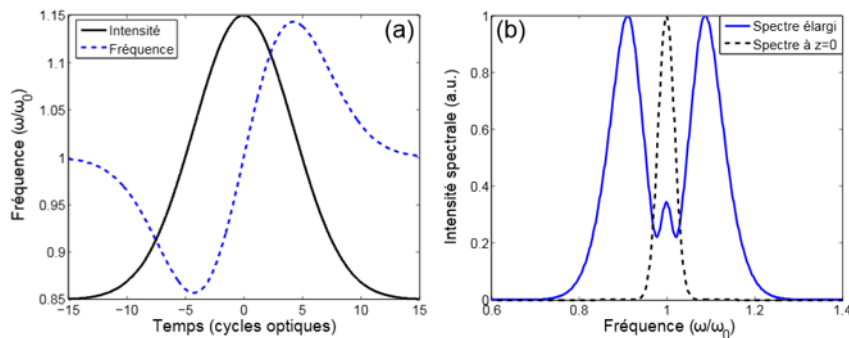 (a)
Intensité
Fréquence
1.15
1.1
1.05
1
0.95
0.9
0.85
Fréquence (ω/ω0)
−15
−10
−5
0
5
10
15
Temps (cycles optiques)
(b)
Spectre élargi
Spectre à z=0
1
0.8
0.6
0.4
0.2
0
Intensité spectrale (a.u.)
0.6
0.8
1
1.2
1.4
Fréquence (ω/ω0)